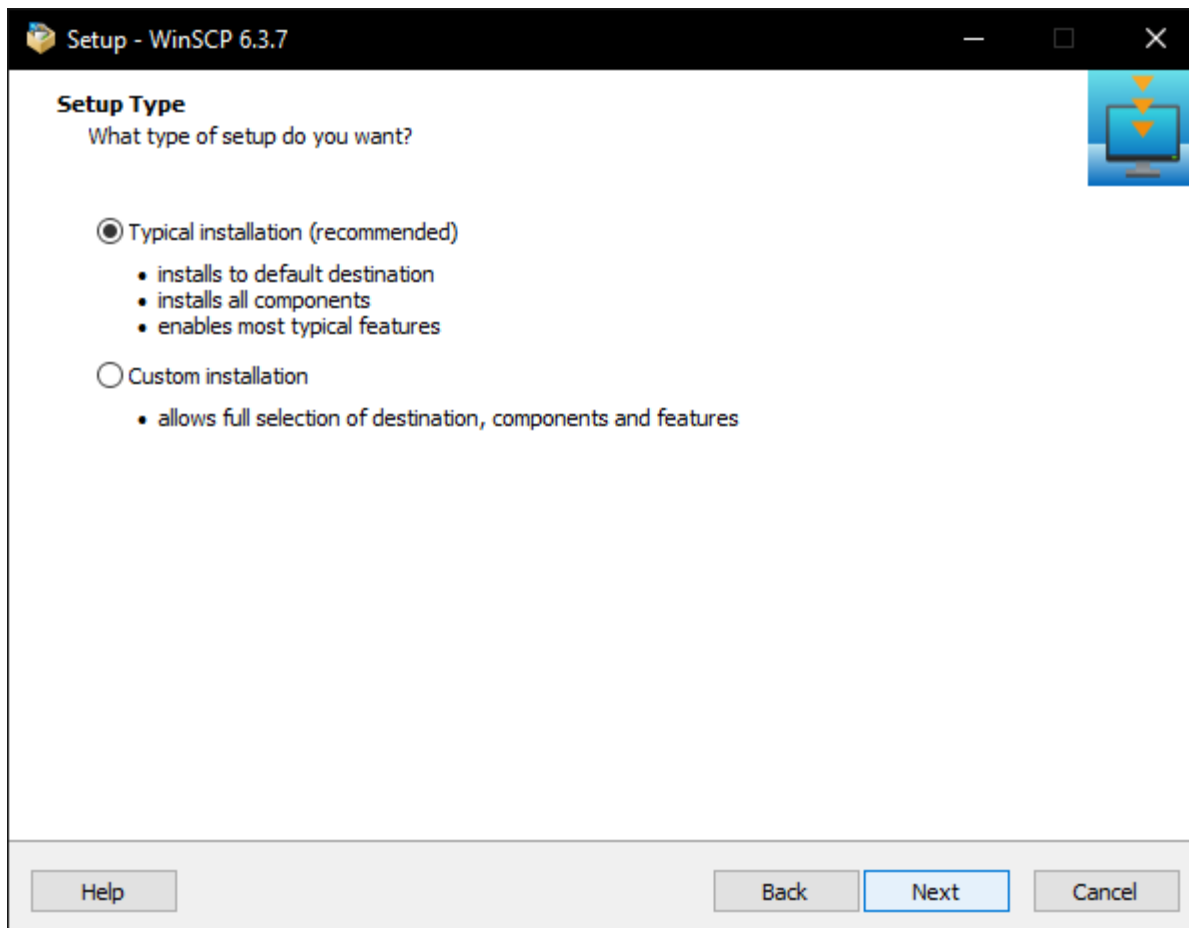 Setup - WinSCP 6.3.7
Setup Type
What type of setup do you want?
Typical installation (recommended)
• installs to default destination
• installs all components
• enables most typical features
Custom installation
• allows full selection of destination, components and features
Help
Back
Next
Cancel